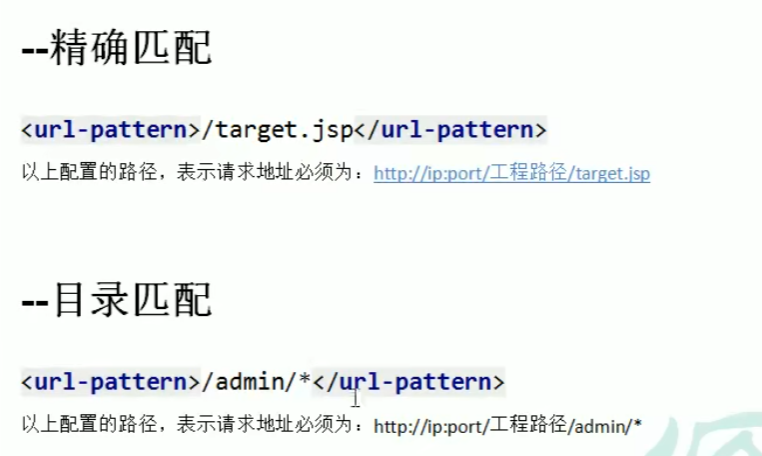 --精确匹配
<url-pattern>/target.jsp</url-pattern>
以上配置的路径，表示请求地址必须为：http://ip:port/工程路径/target.jsp
--目录匹配
<url-pattern>/admin/*</url-pattern>
以上配置的路径，表示请求地址必须为：http://ip:port/工程路径/admin/*